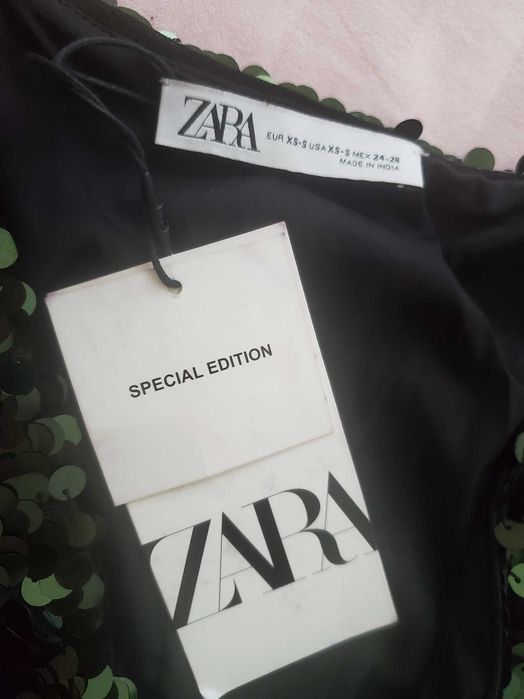 ZARA
EUR XS-S USA XS-S MEX 24-26
MADE IN INDIA
SPECIAL EDITION
ZARA